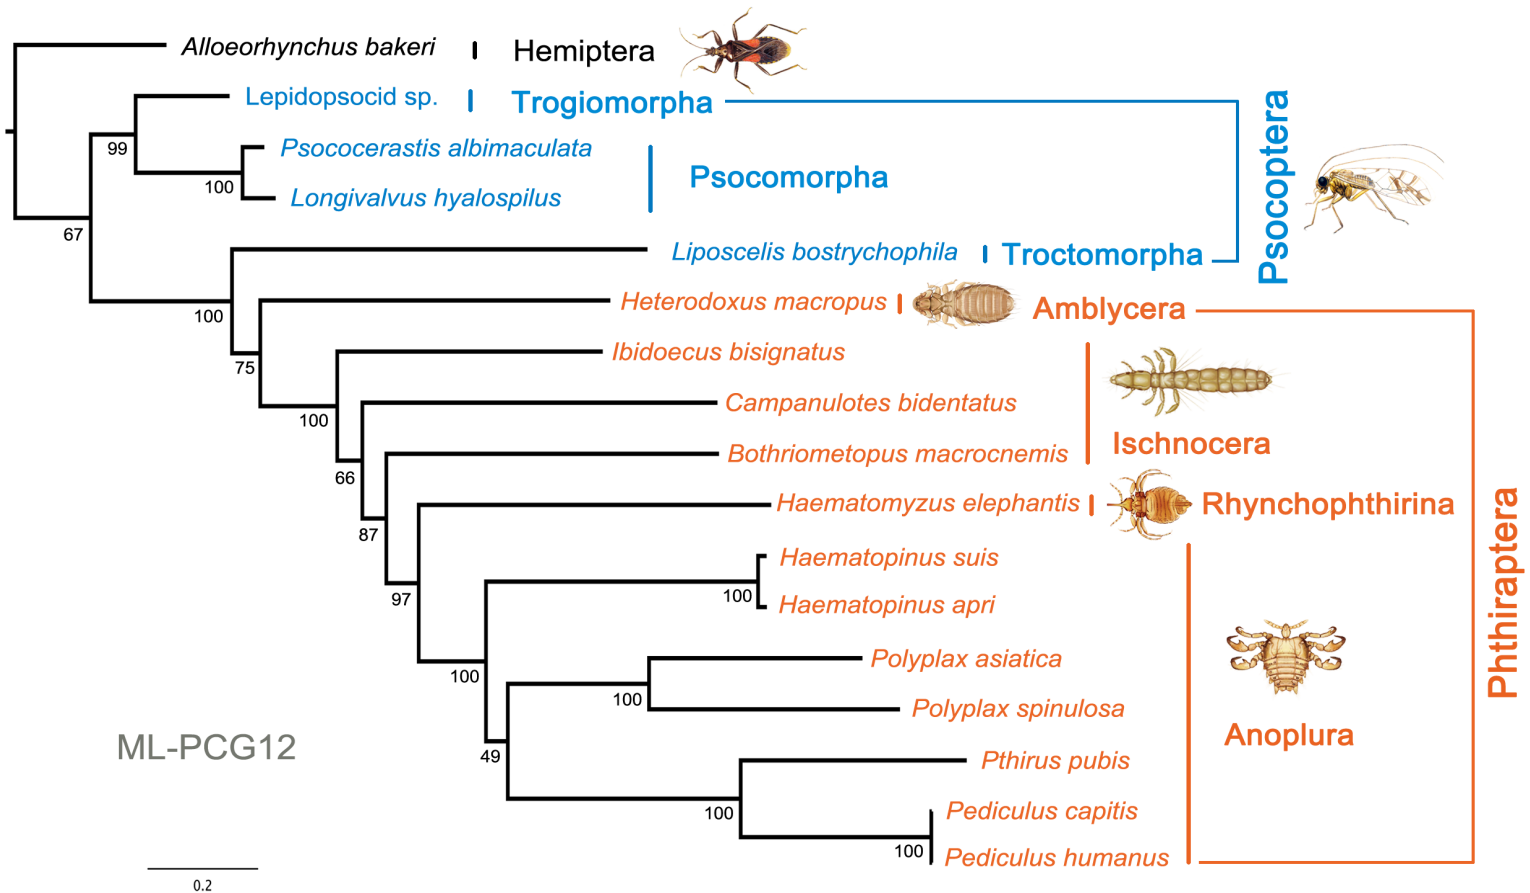 Alloeorhynchus bakeri
Hemiptera
Lepidopsocid sp.
Trogiomorpha
99
Psococerastis albimaculata
Psocomorpha
100
Longivalvus hyalospilus
Psocoptera
67
Liposcelis bostrychophila
Troctomorpha
100
Heterodoxus macropus
Amblycera
75
Ibidoecus bisignatus
100
Campanulotes bidentatus
Ischnocera
66
Bothriometopus macrocnemis
87
Haematomyzus elephantis
Rhynchophthirina
97
Haematopinus suis
100
Haematopinus apri
Phthiraptera
100
Polyplax asiatica
100
Polyplax spinulosa
Anoplura
49
Pthirus pubis
100
Pediculus capitis
100
Pediculus humanus
ML-PCG12
0.2